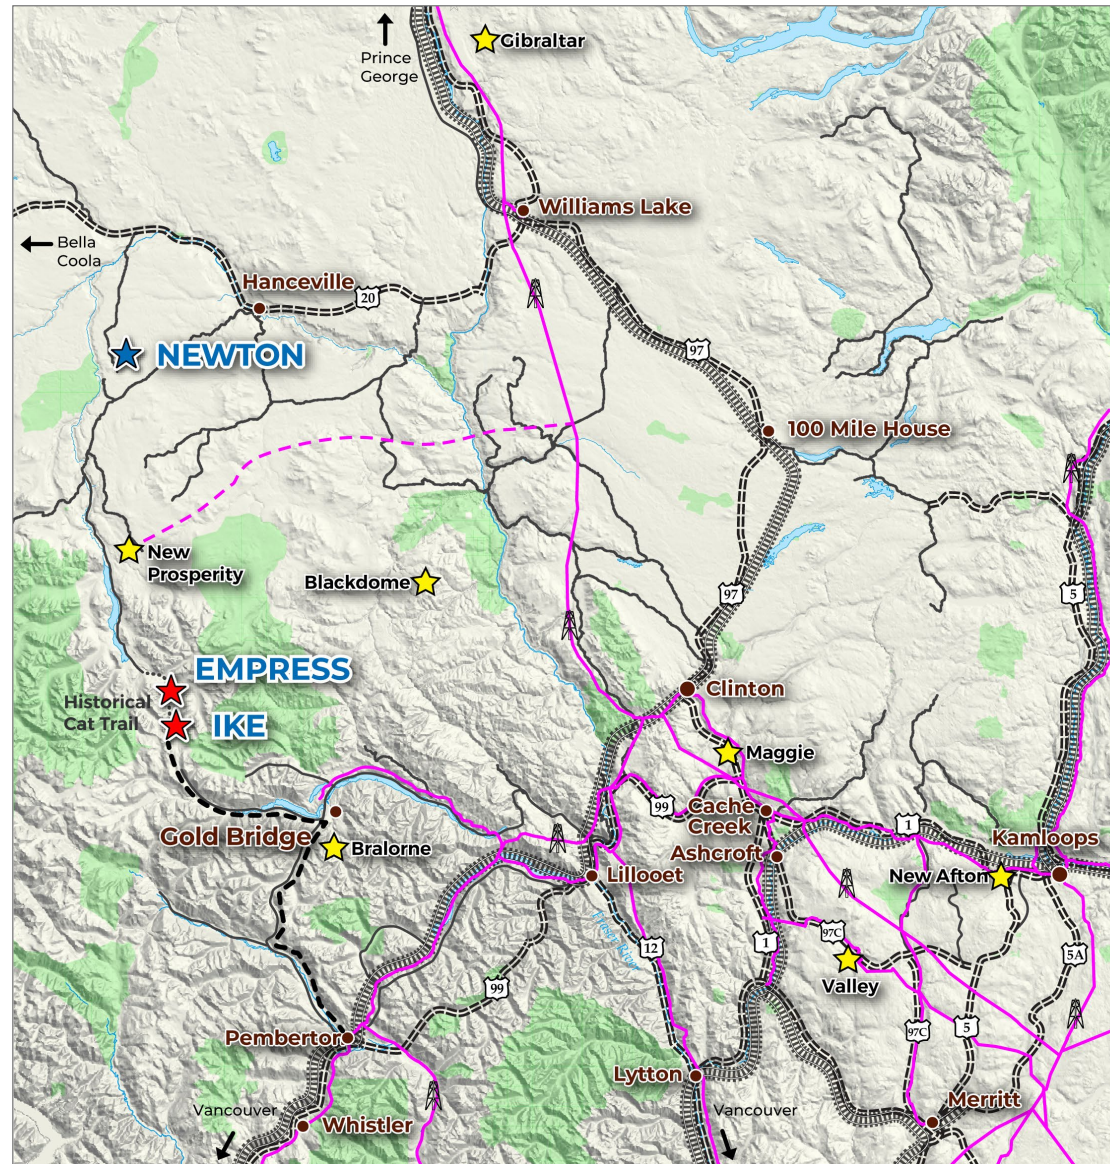 Gibraltar
Prince
George
Williams Lake
Bella
Coola
Hanceville
20
NEWTON
97
100 Mile House
New
Prosperity
Blackdome
97
5
EMPRESS
Historical
Cat Trail
IKE
Clinton
Maggie
99
Cache
Creek
1
Gold Bridge
Kamloops
Bralorne
Ashcroft
Lillooet
New Afton
Fraser River
97C
12
1
5A
Valley
99
97C
5
Pemberton
Lytton
Merritt
Vancouver
Vancouver
Whistler